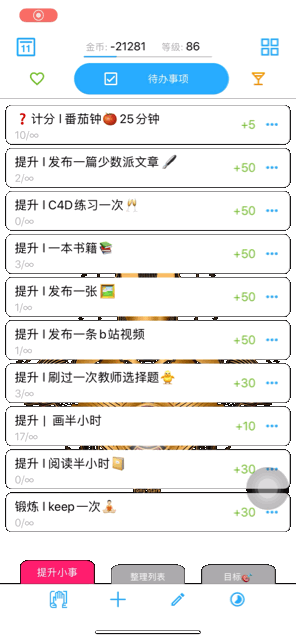 11
金币: -21281 等级: 86
待办事项
❓计分 | 番茄钟🍅25分钟
+5
10/∞
提升 | 发布一篇少数派文章🖋
+50
2/∞
提升 | C4D练习一次🥂
+50
0/∞
提升 | 一本书籍📚
+50
3/∞
提升 | 发布一张🖼
+50
1/∞
提升 | 发布一条b站视频
+50
1/∞
提升 | 刷过一次教师选择题🐥
+30
3/∞
提升 | 画半小时
+10
17/∞
提升 | 阅读半小时📔
+30
0/∞
锻炼 | keep一次🧘
+30
0/∞
提升小事 整理列表 目标🎯